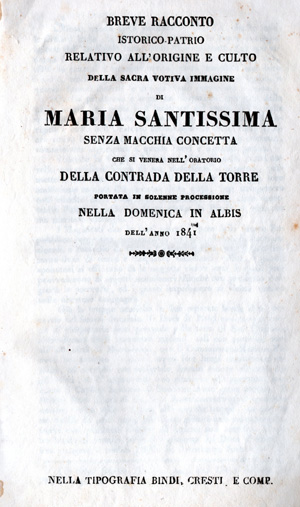 BREVE RACCONTO
ISTORICO-PATRIO
RELATIVO ALL'ORIGINE E CULTO
DELLA SACRA VOTIVA IMMAGINE
DI
MARIA SANTISSIMA
SENZA MACCHIA CONCETTA
CHE SI VENERA NELL'ORATORIO
DELLA CONTRADA DELLA TORRE
PORTATA IN SOLENNE PROCESSIONE
NELLA DOMENICA IN ALBIS
DELL'ANNO 1841
NELLA TIPOGRAFIA BINDI, CRESTI, E COMP.